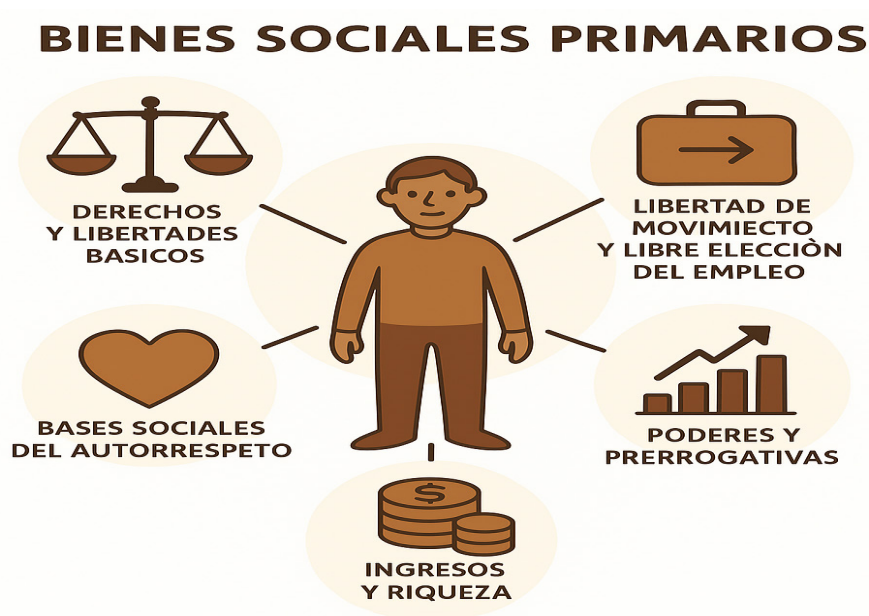 BIENES SOCIALES PRIMARIOS
DERECHOS
Y LIBERTADES
BASICOS
LIBERTAD DE
MOVIMIECTO
Y LIBRE ELECCIÒN
DEL EMPLEO
BASES SOCIALES
DEL AUTORRESPETO
PODERES Y
PRERROGATIVAS
$
INGRESOS
Y RIQUEZA